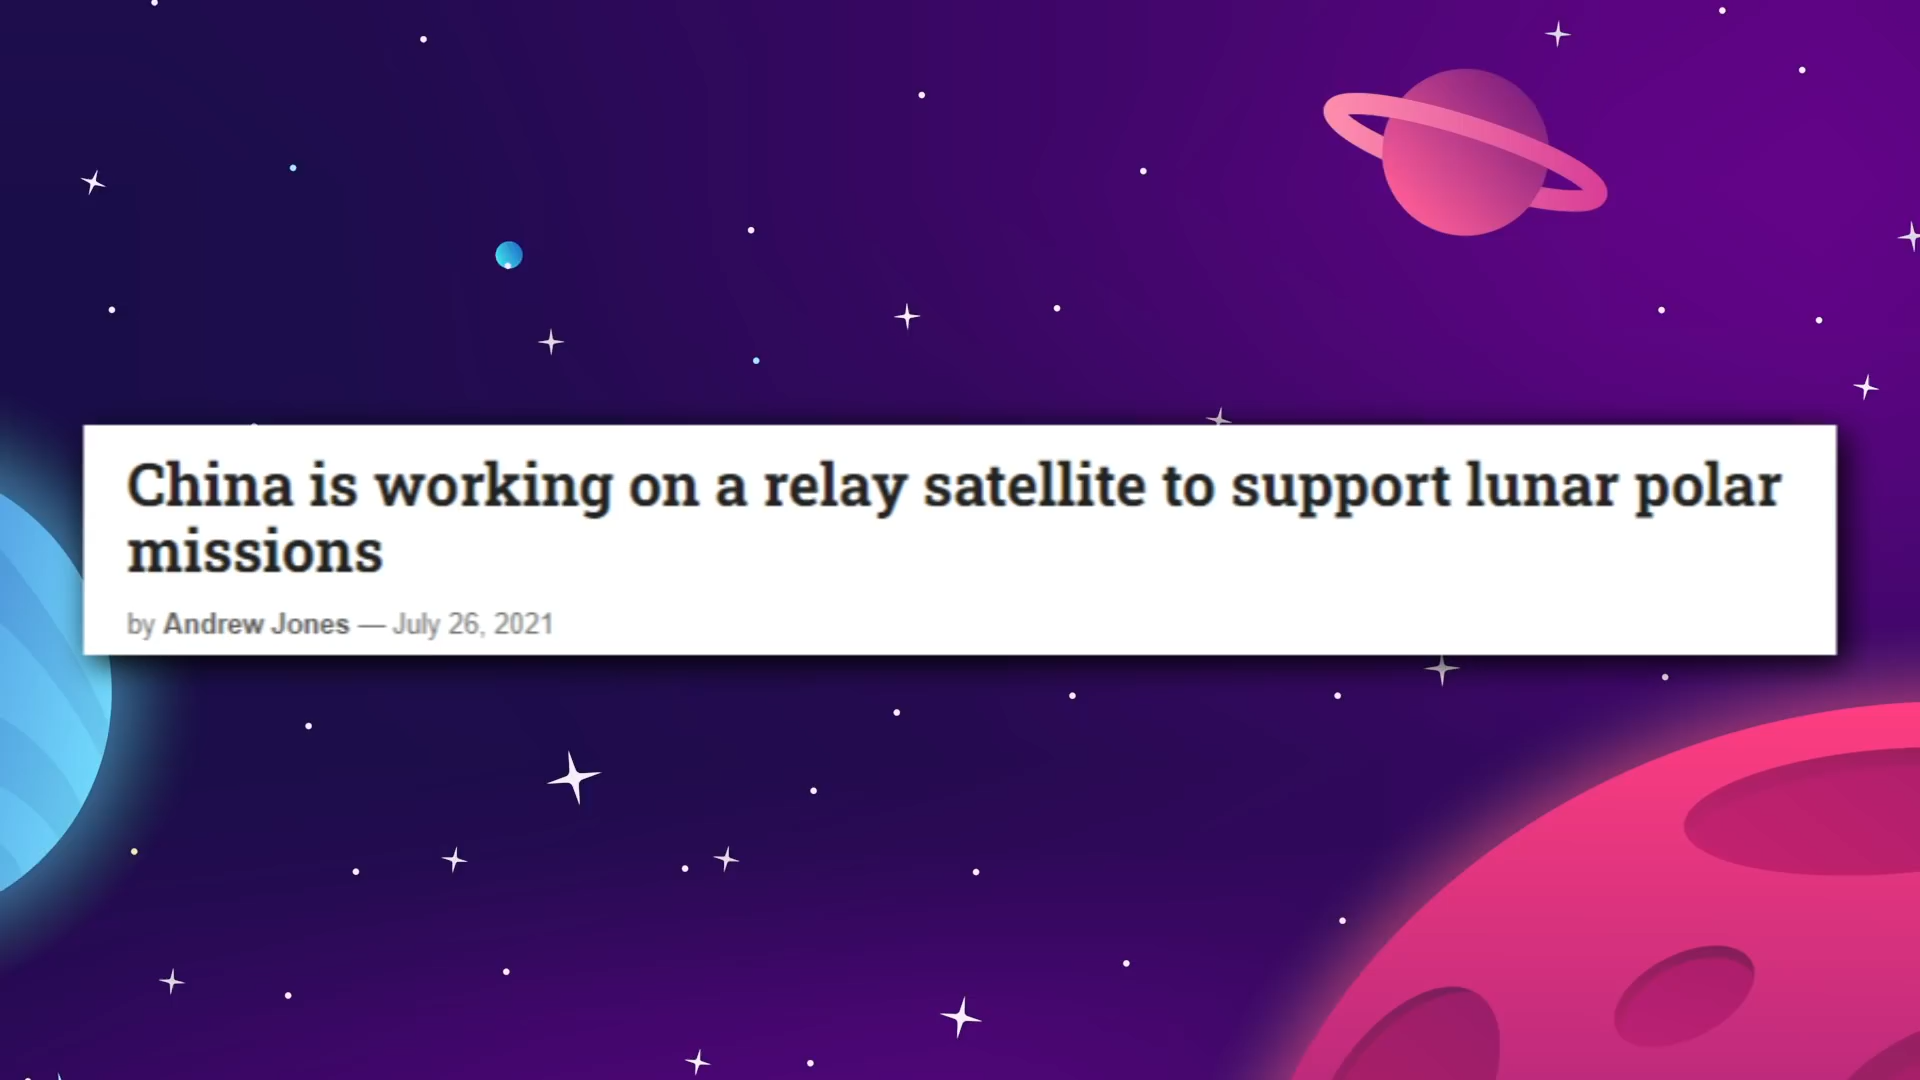 China is working on a relay satellite to support lunar polar
missions
by Andrew Jones — July 26, 2021